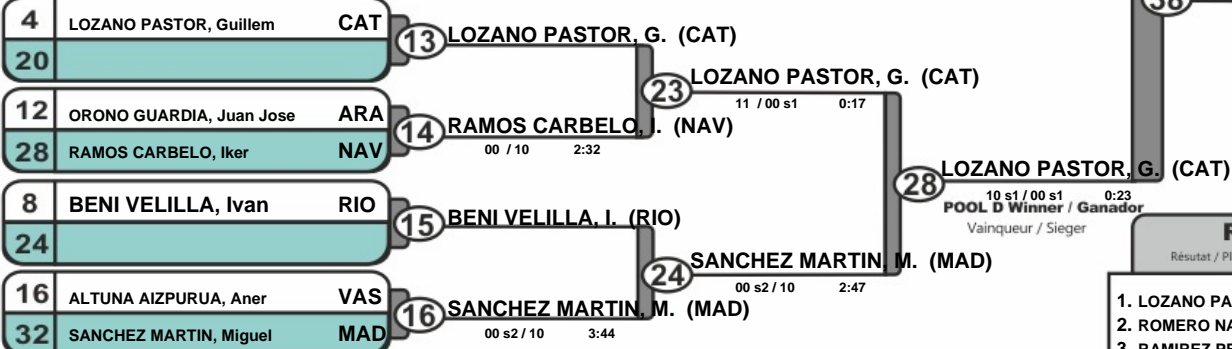 38
4 LOZANO PASTOR, Guillem CAT
20
13 LOZANO PASTOR, G. (CAT)
12 ORONO GUARDIA, Juan Jose ARA
28 RAMOS CARBELO, Iker NAV
14 RAMOS CARBELO, I. (NAV)
00 / 10 2:32
23 LOZANO PASTOR, G. (CAT)
11 / 00 s1 0:17
8 BENI VELILLA, Ivan RIO
24
15 BENI VELILLA, I. (RIO)
16 ALTUNA AIZPURUA, Aner VAS
32 SANCHEZ MARTIN, Miguel MAD
16 SANCHEZ MARTIN, M. (MAD)
00 s2 / 10 3:44
24 SANCHEZ MARTIN, M. (MAD)
00 s2 / 10 2:47
28 LOZANO PASTOR, G. (CAT)
10 s1 / 00 s1 0:23
POOL D Winner / Ganador
Vainqueur / Sieger
Résutat /
1. LOZANO
2. ROMERO
3. RAMIREZ